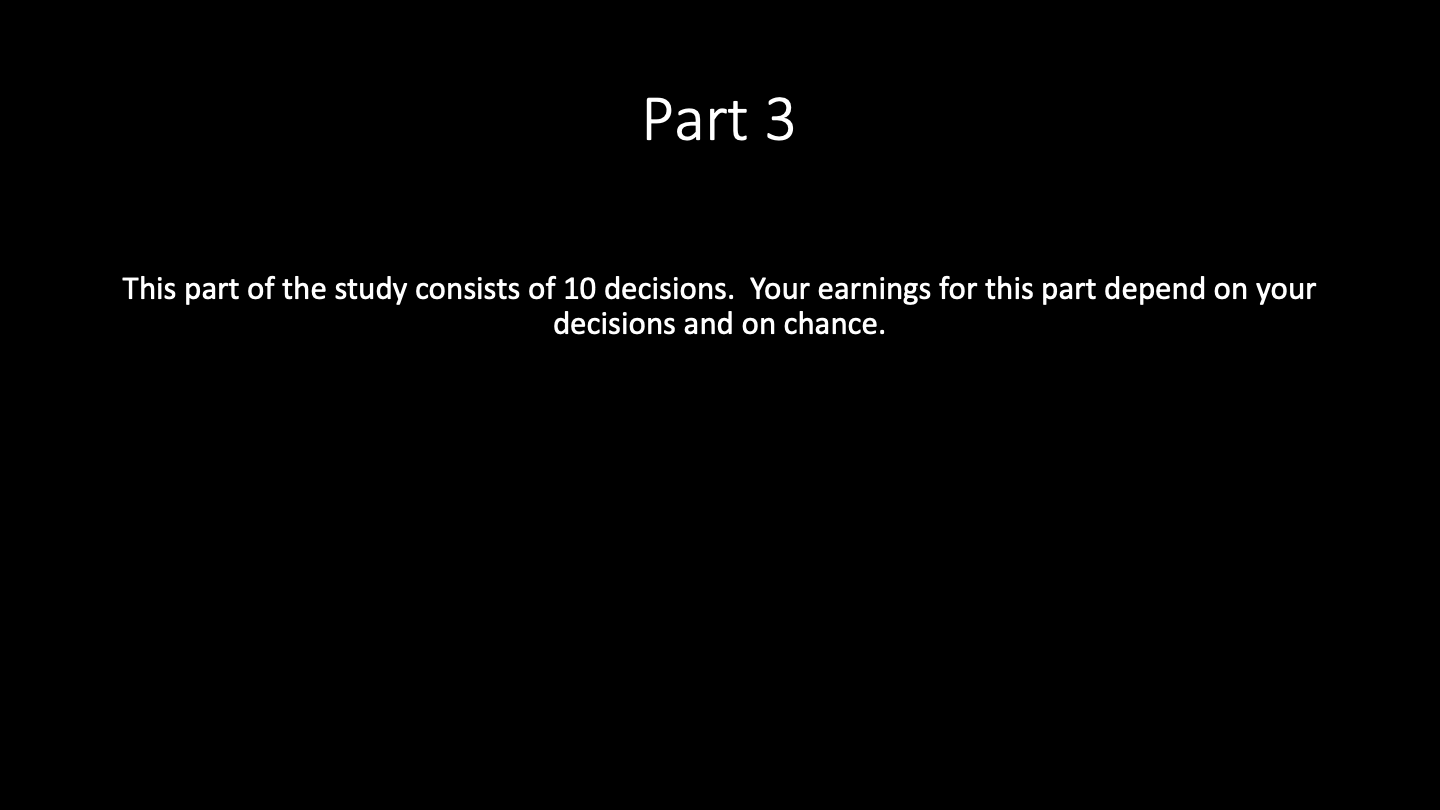 Part 3
This part of the study consists of 10 decisions.  Your earnings for this part depend on your
decisions and on chance.